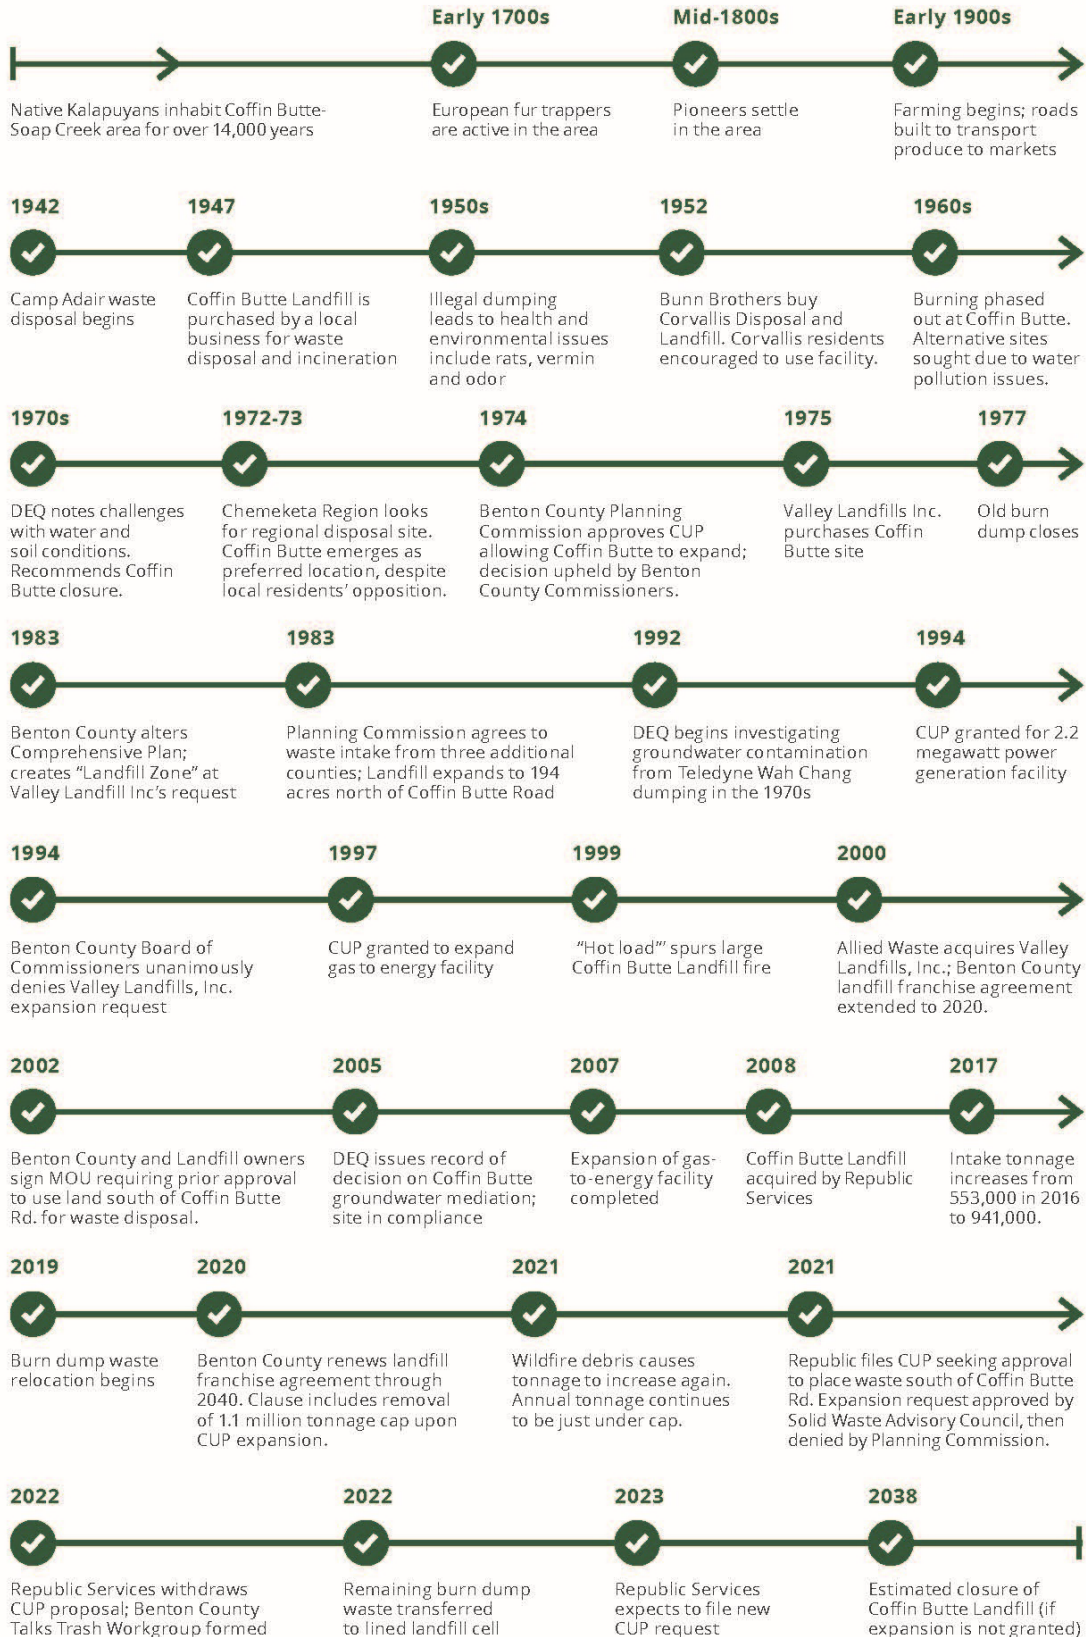 Early 1700s
Mid-1800s
Early 1900s
Native Kalapuyans inhabit Coffin Butte-
Soap Creek area for over 14,000 years
European fur trappers
are active in the area
Pioneers settle
in the area
Farming begins; roads
built to transport
produce to markets
1942
1947
1950s
1952
1960s
Camp Adair waste
disposal begins
Coffin Butte Landfill is
purchased by a local
business for waste
disposal and incineration
Illegal dumping
leads to health and
environmental issues
include rats, vermin
and odor
Bunn Brothers buy
Corvallis Disposal and
Landfill. Corvallis residents
encouraged to use facility.
Burning phased
out at Coffin Butte.
Alternative sites
sought due to water
pollution issues.
1970s
1972-73
1974
1975
1977
DEQ notes challenges
with water and
soil conditions.
Recommends Coffin
Butte closure.
Chemeketa Region looks
for regional disposal site.
Coffin Butte emerges as
preferred location, despite
local residents' opposition.
Benton County Planning
Commission approves CUP
allowing Coffin Butte to expand;
decision upheld by Benton
County Commissioners.
Valley Landfills Inc.
purchases Coffin
Butte site
Old burn
dump closes
1983
1983
1992
1994
Benton County alters
Comprehensive Plan;
creates "Landfill Zone" at
Valley Landfill Inc's request
Planning Commission agrees to
waste intake from three additional
counties; Landfill expands to 194
acres north of Coffin Butte Road
DEQ begins investigating
groundwater contamination
from Teledyne Wah Chang
dumping in the 1970s
CUP granted for 2.2
megawatt power
generation facility
1994
1997
1999
2000
Benton County Board of
Commissioners unanimously
denies Valley Landfills, Inc.
expansion request
CUP granted to expand
gas to energy facility
"Hot load"' spurs large
Coffin Butte Landfill fire
Allied Waste acquires Valley
Landfills, Inc.; Benton County
landfill franchise agreement
extended to 2020.
2002
2005
2007
2008
2017
Benton County and Landfill owners
sign MOU requiring prior approval
to use land south of Coffin Butte
Rd. for waste disposal.
DEQ issues record of
decision on Coffin Butte
groundwater mediation;
site in compliance
Expansion of gas-
to-energy facility
completed
Coffin Butte Landfill
acquired by Republic
Services
Intake tonnage
increases from
553,000 in 2016
to 941,000.
2019
2020
2021
2021
Burn dump waste
relocation begins
Benton County renews landfill
franchise agreement through
2040. Clause includes removal
of 1.1 million tonnage cap upon
CUP expansion.
Wildfire debris causes
tonnage to increase again.
Annual tonnage continues
to be just under cap.
Republic files CUP seeking approval
to place waste south of Coffin Butte
Rd. Expansion request approved by
Solid Waste Advisory Council, then
denied by Planning Commission.
2022
2022
2023
2038
Republic Services withdraws
CUP proposal; Benton County
Talks Trash Workgroup formed
Remaining burn dump
waste transferred
to lined landfill cell
Republic Services
expects to file new
CUP request
Estimated closure of
Coffin Butte Landfill (if
expansion is not granted)